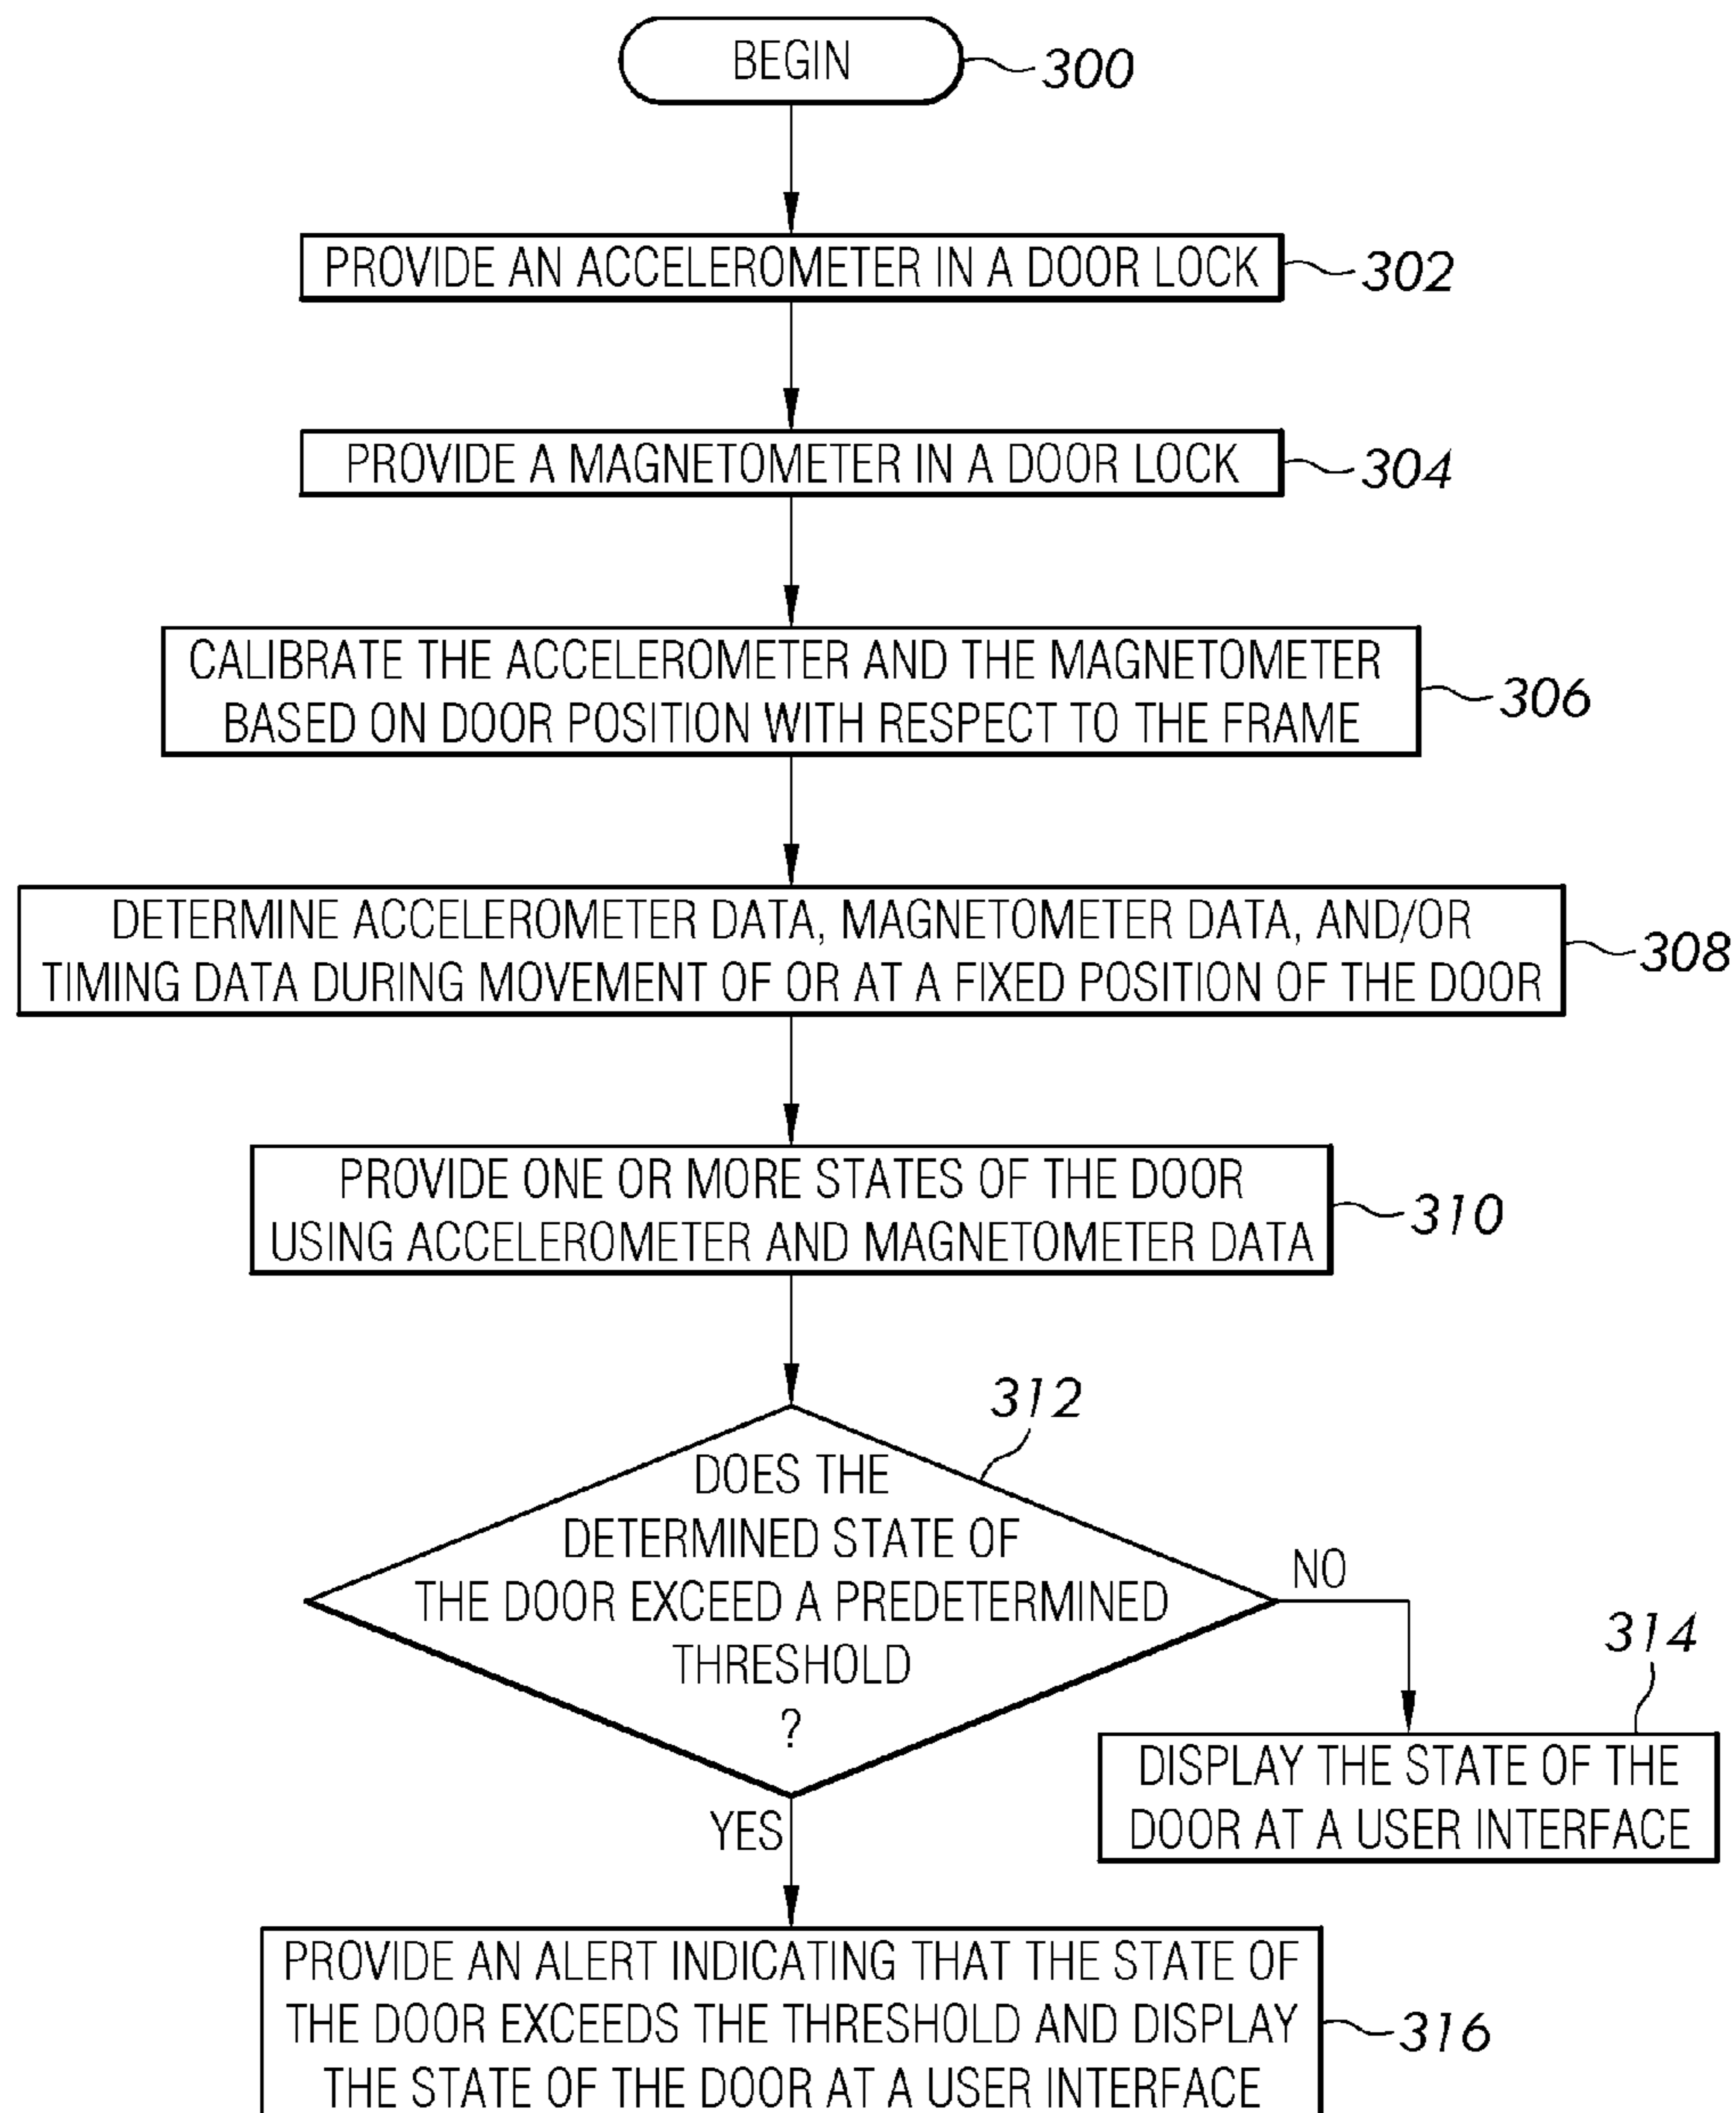 BEGIN
300
PROVIDE AN ACCELEROMETER IN A DOOR LOCK
302
PROVIDE A MAGNETOMETER IN A DOOR LOCK
304
CALIBRATE THE ACCELEROMETER AND THE MAGNETOMETER
BASED ON DOOR POSITION WITH RESPECT TO THE FRAME
306
DETERMINE ACCELEROMETER DATA, MAGNETOMETER DATA, AND/OR
TIMING DATA DURING MOVEMENT OF OR AT A FIXED POSITION OF THE DOOR
308
PROVIDE ONE OR MORE STATES OF THE DOOR
USING ACCELEROMETER AND MAGNETOMETER DATA
310
312
DOES THE
DETERMINED STATE OF
THE DOOR EXCEED A PREDETERMINED
THRESHOLD
?
NO
314
DISPLAY THE STATE OF THE
DOOR AT A USER INTERFACE
YES
PROVIDE AN ALERT INDICATING THAT THE STATE OF
THE DOOR EXCEEDS THE THRESHOLD AND DISPLAY
THE STATE OF THE DOOR AT A USER INTERFACE
316